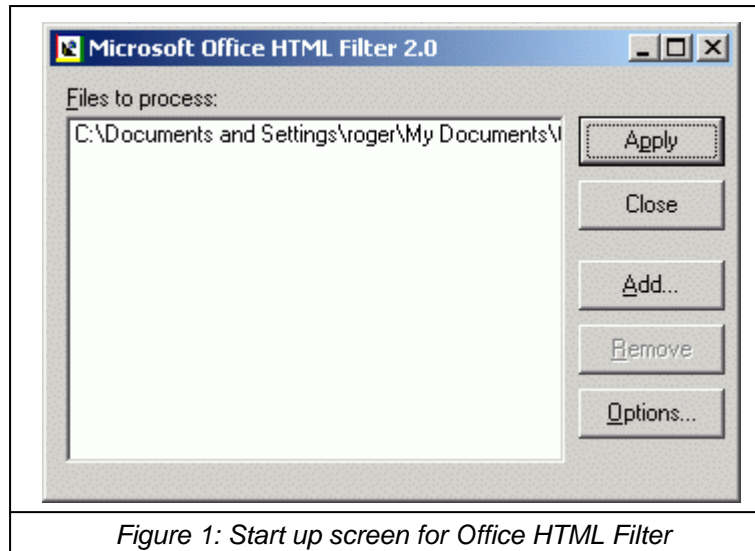 Microsoft Office HTML Filter 2.0
Files to process:
C:\Documents and Settings\roger\My Documents\
Apply
Close
Add...
Remove
Options...
Figure 1: Start up screen for Office HTML Filter